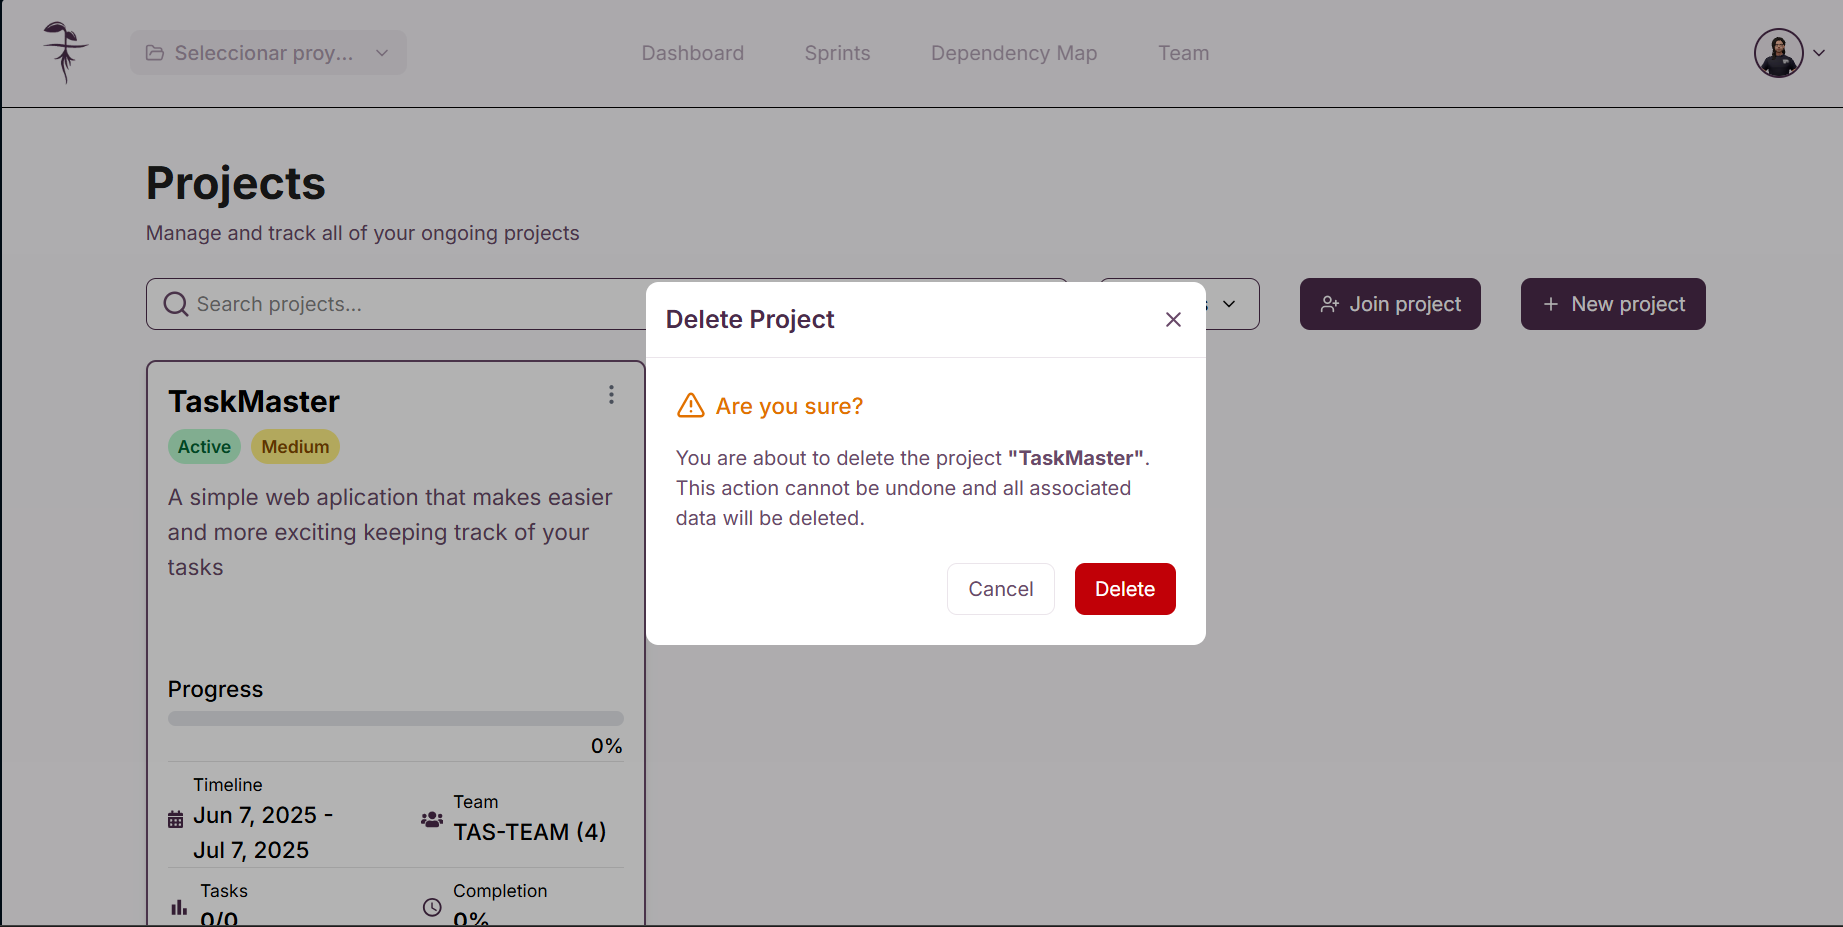 Seleccionar proy...
Dashboard
Sprints
Dependency Map
Team
Projects
Manage and track all of your ongoing projects
Search projects...
Join project
New project
Delete Project
Are you sure?
You are about to delete the project "TaskMaster".
This action cannot be undone and all associated
data will be deleted.
Cancel
Delete
TaskMaster
Active
Medium
A simple web aplication that makes easier
and more exciting keeping track of your
tasks
Progress
0%
Timeline
Jun 7, 2025 -
Jul 7, 2025
Team
TAS-TEAM (4)
Tasks
0/0
Completion
0%